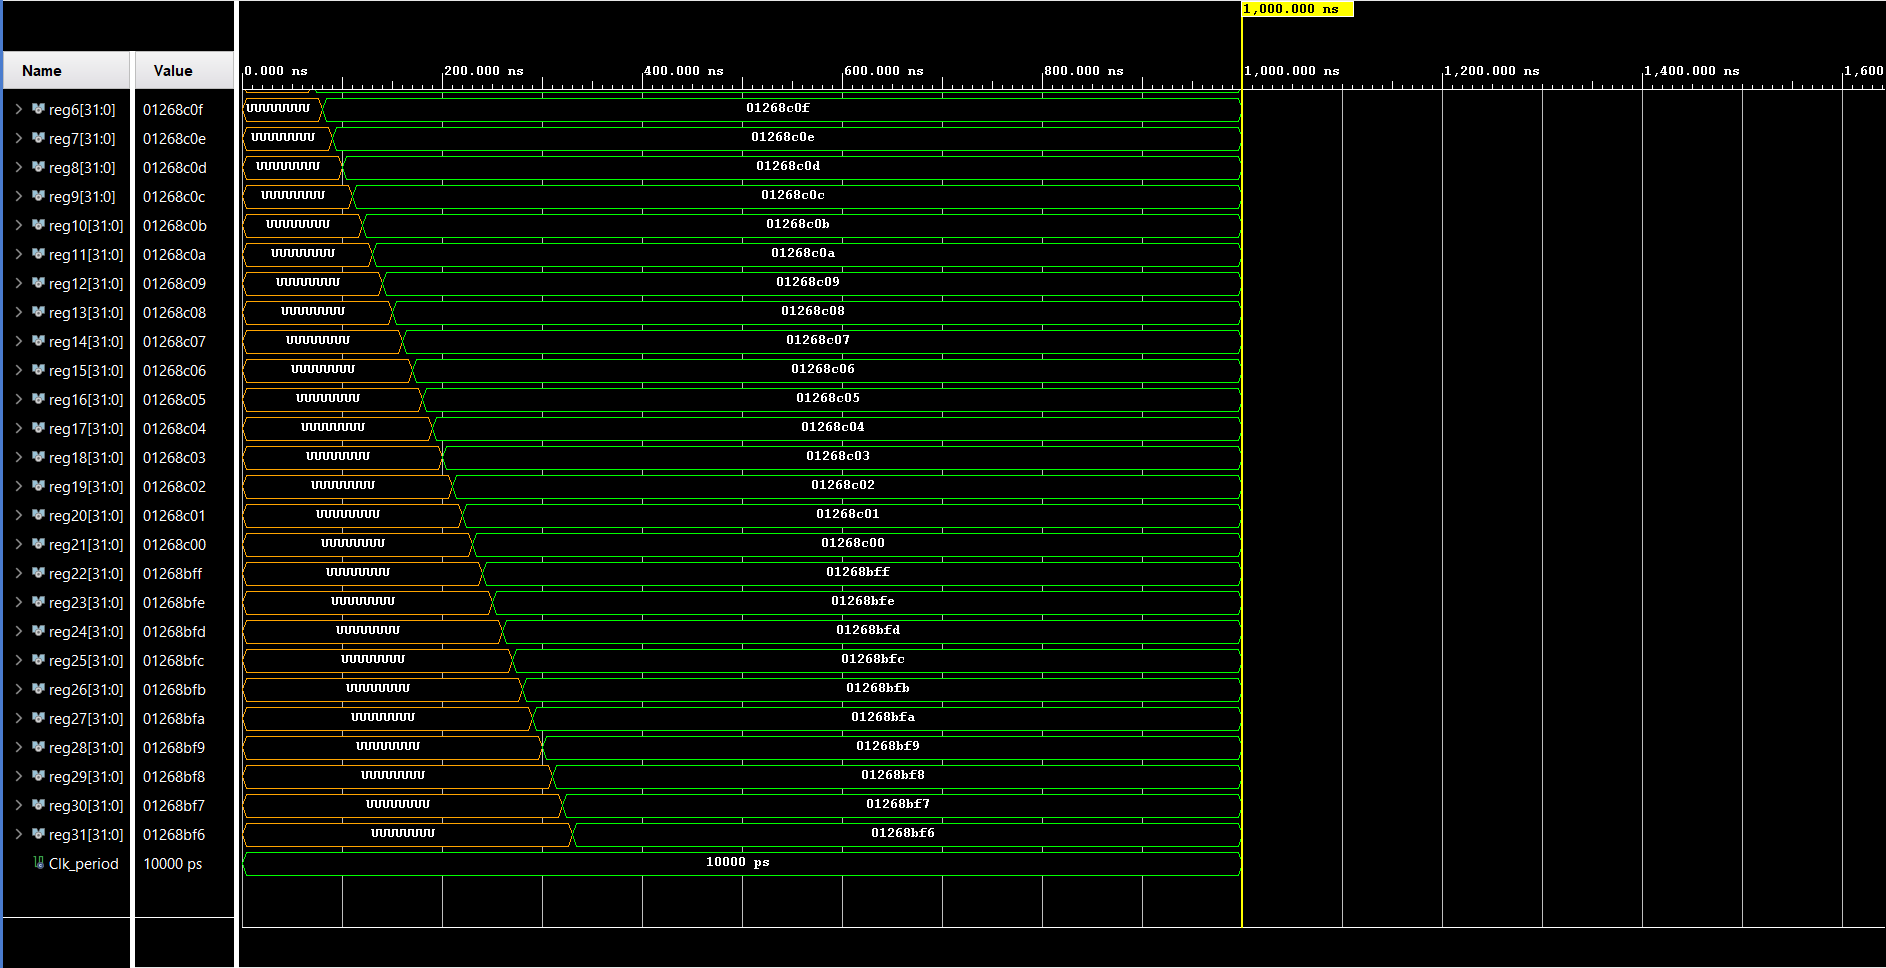 1,000.000 ns
Name Value 0.000 ns 200.000 ns 400.000 ns 600.000 ns 800.000 ns 1,000.000 ns 1,200.000 ns 1,400.000 ns 1,600
reg6[31:0] 01268c0f UUUUUUUU 01268c0f
reg7[31:0] 01268c0e UUUUUUUU 01268c0e
reg8[31:0] 01268c0d UUUUUUUU 01268c0d
reg9[31:0] 01268c0c UUUUUUUU 01268c0c
reg10[31:0] 01268c0b UUUUUUUU 01268c0b
reg11[31:0] 01268c0a UUUUUUUU 01268c0a
reg12[31:0] 01268c09 UUUUUUUU 01268c09
reg13[31:0] 01268c08 UUUUUUUU 01268c08
reg14[31:0] 01268c07 UUUUUUUU 01268c07
reg15[31:0] 01268c06 UUUUUUUU 01268c06
reg16[31:0] 01268c05 UUUUUUUU 01268c05
reg17[31:0] 01268c04 UUUUUUUU 01268c04
reg18[31:0] 01268c03 UUUUUUUU 01268c03
reg19[31:0] 01268c02 UUUUUUUU 01268c02
reg20[31:0] 01268c01 UUUUUUUU 01268c01
reg21[31:0] 01268c00 UUUUUUUU 01268c00
reg22[31:0] 01268bff UUUUUUUU 01268bff
reg23[31:0] 01268bfe UUUUUUUU 01268bfe
reg24[31:0] 01268bfd UUUUUUUU 01268bfd
reg25[31:0] 01268bfc UUUUUUUU 01268bfc
reg26[31:0] 01268bfb UUUUUUUU 01268bfb
reg27[31:0] 01268bfa UUUUUUUU 01268bfa
reg28[31:0] 01268bf9 UUUUUUUU 01268bf9
reg29[31:0] 01268bf8 UUUUUUUU 01268bf8
reg30[31:0] 01268bf7 UUUUUUUU 01268bf7
reg31[31:0] 01268bf6 UUUUUUUU 01268bf6
Clk_period 10000 ps 10000 ps